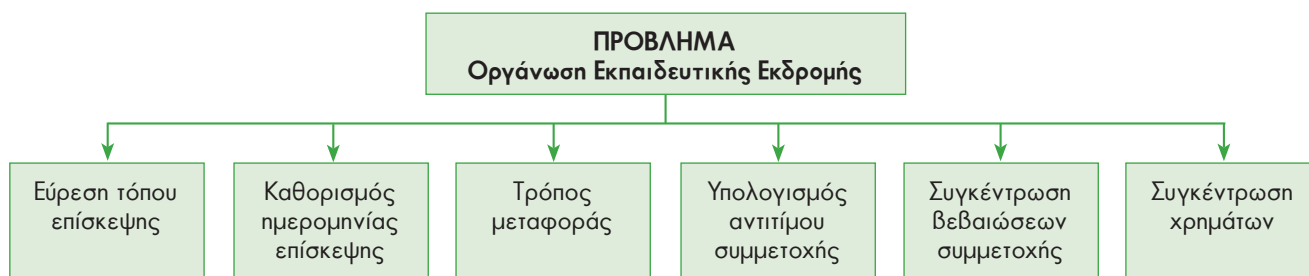 ΠΡΟΒΛΗΜΑ
Οργάνωση Εκπαιδευτικής Εκδρομής
Εύρεση τόπου
επίσκεψης
Καθορισμός
ημερομηνίας
επίσκεψης
Τρόπος
μεταφοράς
Υπολογισμός
αντιτίμου
συμμετοχής
Συγκέντρωση
βεβαιώσεων
συμμετοχής
Συγκέντρωση
χρημάτων